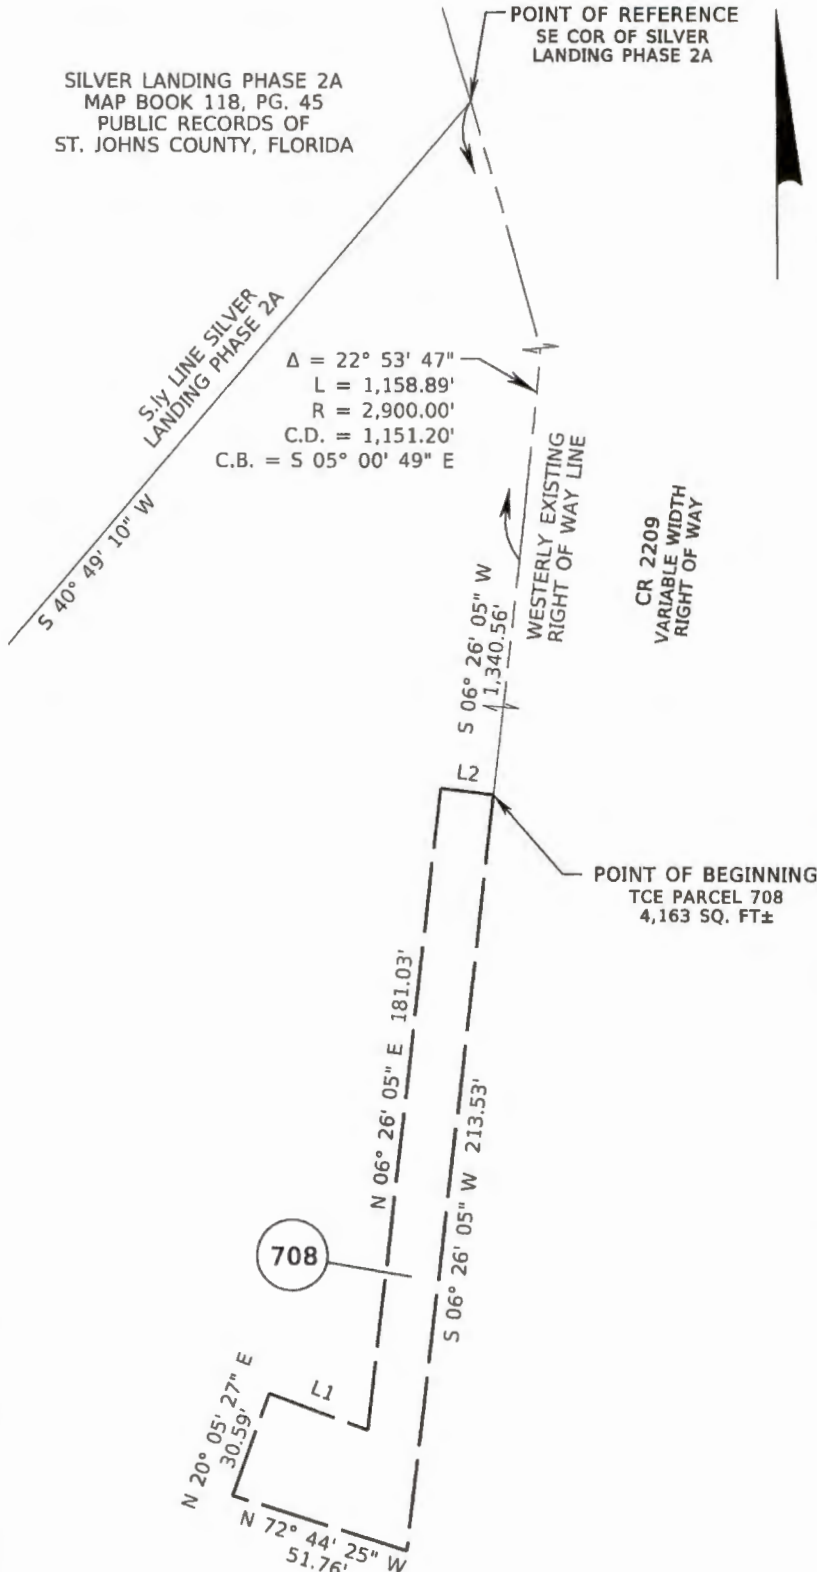 POINT OF REFERENCE
SE COR OF SILVER
LANDING PHASE 2A
SILVER LANDING PHASE 2A
MAP BOOK 118, PG. 45
PUBLIC RECORDS OF
ST. JOHNS COUNTY, FLORIDA
S.ly LINE SILVER
LANDING PHASE 2A
S 40° 49' 10" W
Δ = 22° 53' 47"
L = 1,158.89'
R = 2,900.00'
C.D. = 1,151.20'
C.B. = S 05° 00' 49" E
WESTERLY EXISTING
RIGHT OF WAY LINE
CR 2209
VARIABLE WIDTH
RIGHT OF WAY
S 06° 26' 05" W
1,340.56'
L2
POINT OF BEGINNING
TCE PARCEL 708
4,163 SQ. FT±
N 06° 26' 05" E 181.03'
S 06° 26' 05" W 213.53'
708
L1
N 20° 05' 27" E
30.59'
N 72° 44' 25" W
51.76'